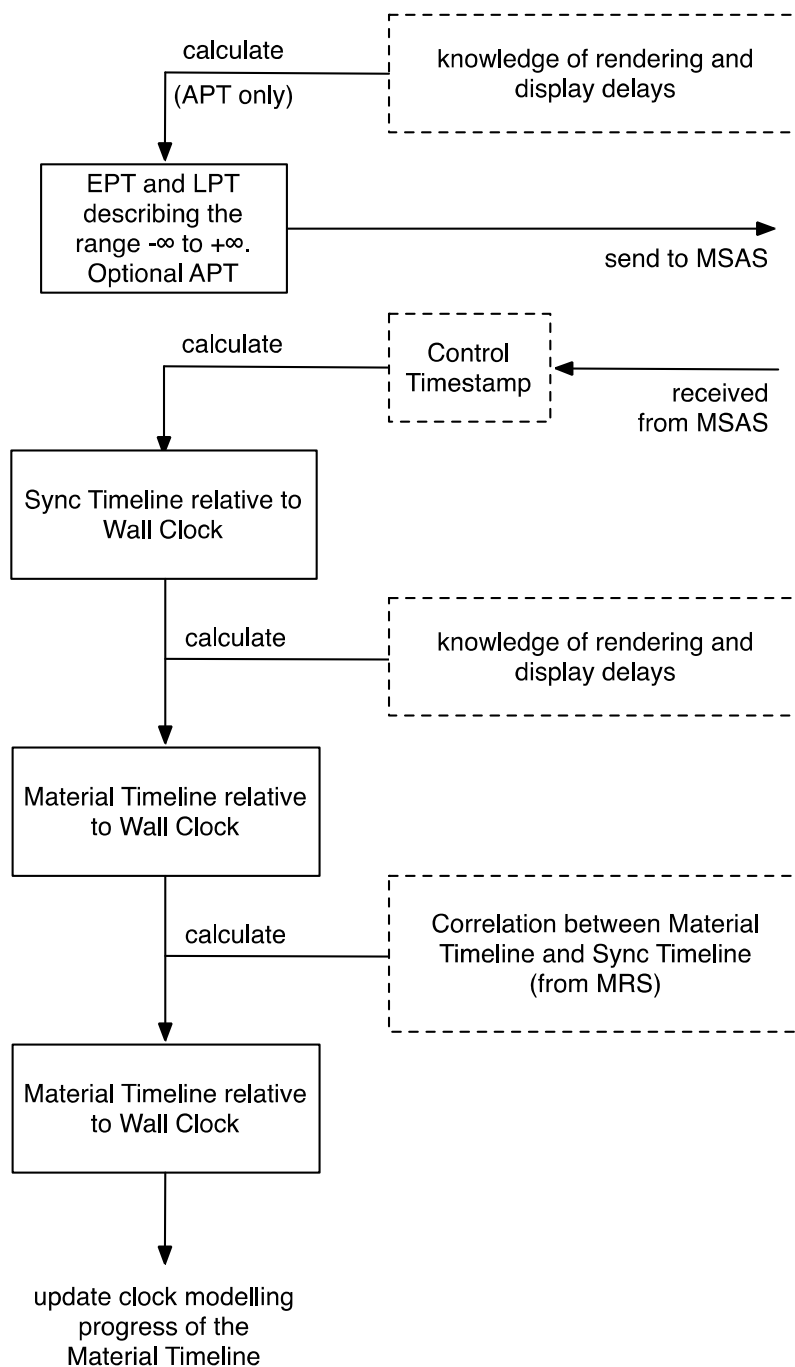 calculate
(APT only)
knowledge of rendering and
display delays
EPT and LPT
describing the
range -∞ to +∞.
Optional APT
send to MSAS
calculate
Control
Timestamp
received
from MSAS
Sync Timeline relative to
Wall Clock
calculate
knowledge of rendering and
display delays
Material Timeline relative
to Wall Clock
calculate
Correlation between Material
Timeline and Sync Timeline
(from MRS)
Material Timeline relative
to Wall Clock
update clock modelling
progress of the
Material Timeline